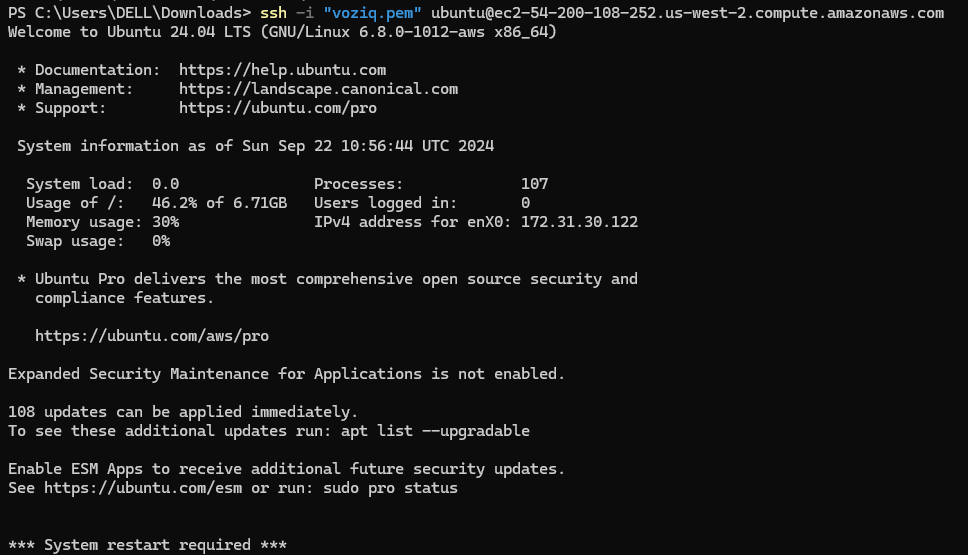 PS C:\Users\DELL\Downloads> ssh -i "voziq.pem" ubuntu@ec2-54-200-108-252.us-west-2.compute.amazonaws.com
Welcome to Ubuntu 24.04 LTS (GNU/Linux 6.8.0-1012-aws x86_64)
* Documentation:  https://help.ubuntu.com
* Management:     https://landscape.canonical.com
* Support:        https://ubuntu.com/pro
System information as of Sun Sep 22 10:56:44 UTC 2024
System load:  0.0               Processes:             107
Usage of /:   46.2% of 6.71GB   Users logged in:       0
Memory usage: 30%               IPv4 address for enX0: 172.31.30.122
Swap usage:   0%
* Ubuntu Pro delivers the most comprehensive open source security and
compliance features.
https://ubuntu.com/aws/pro
Expanded Security Maintenance for Applications is not enabled.
108 updates can be applied immediately.
To see these additional updates run: apt list --upgradable
Enable ESM Apps to receive additional future security updates.
See https://ubuntu.com/esm or run: sudo pro status
*** System restart required ***